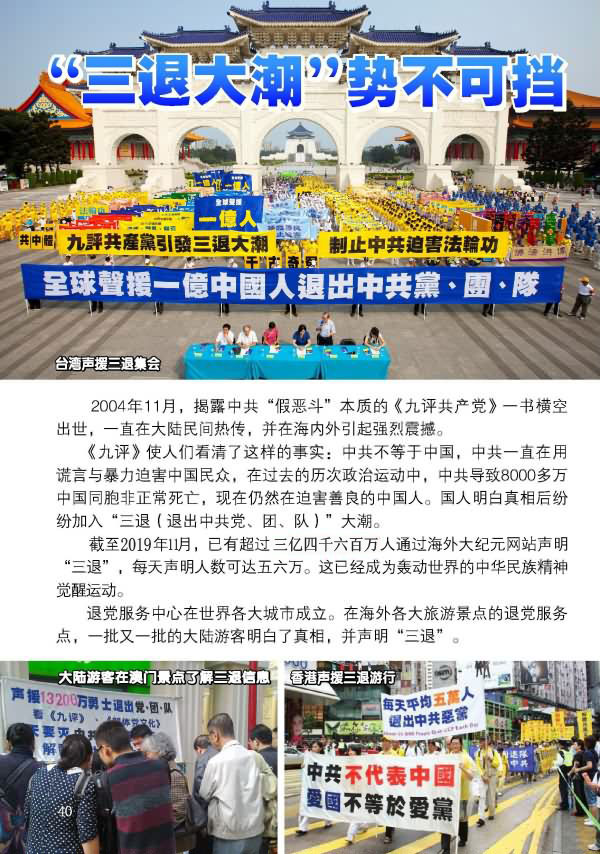 “三退大潮”势不可挡
全球聲援
一億人
九評共產黨引發三退大潮
制止中共迫害法輪功
全球聲援一億中國人退出中共黨·團·隊
台湾声援三退集会
2004年11月，揭露中共“假恶斗”本质的《九评共产党》一书横空
出世，一直在大陆民间热传，并在海内外引起强烈震撼。
《九评》使人们看清了这样的事实：中共不等于中国，中共一直在用
谎言与暴力迫害中国民众，在过去的历次政治运动中，中共导致8000多万
中国同胞非正常死亡，现在仍然在迫害善良的中国人。国人明白真相后纷
纷加入“三退（退出中共党、团、队）”大潮。
截至2019年11月，已有超过三亿四千六百万人通过海外大纪元网站声明
“三退”，每天声明人数可达五六万。这已经成为轰动世界的中华民族精神
觉醒运动。
退党服务中心在世界各大城市成立。在海外各大旅游景点的退党服务
点，一批又一批的大陆游客明白了真相，并声明“三退”。
大陆游客在澳门景点了解三退信息
声援13200万勇士退出党·团·队
看《九评》
40
香港声援三退游行
每天平均五萬人
退出中共惡黨
中共不代表中國
愛國不等於愛黨